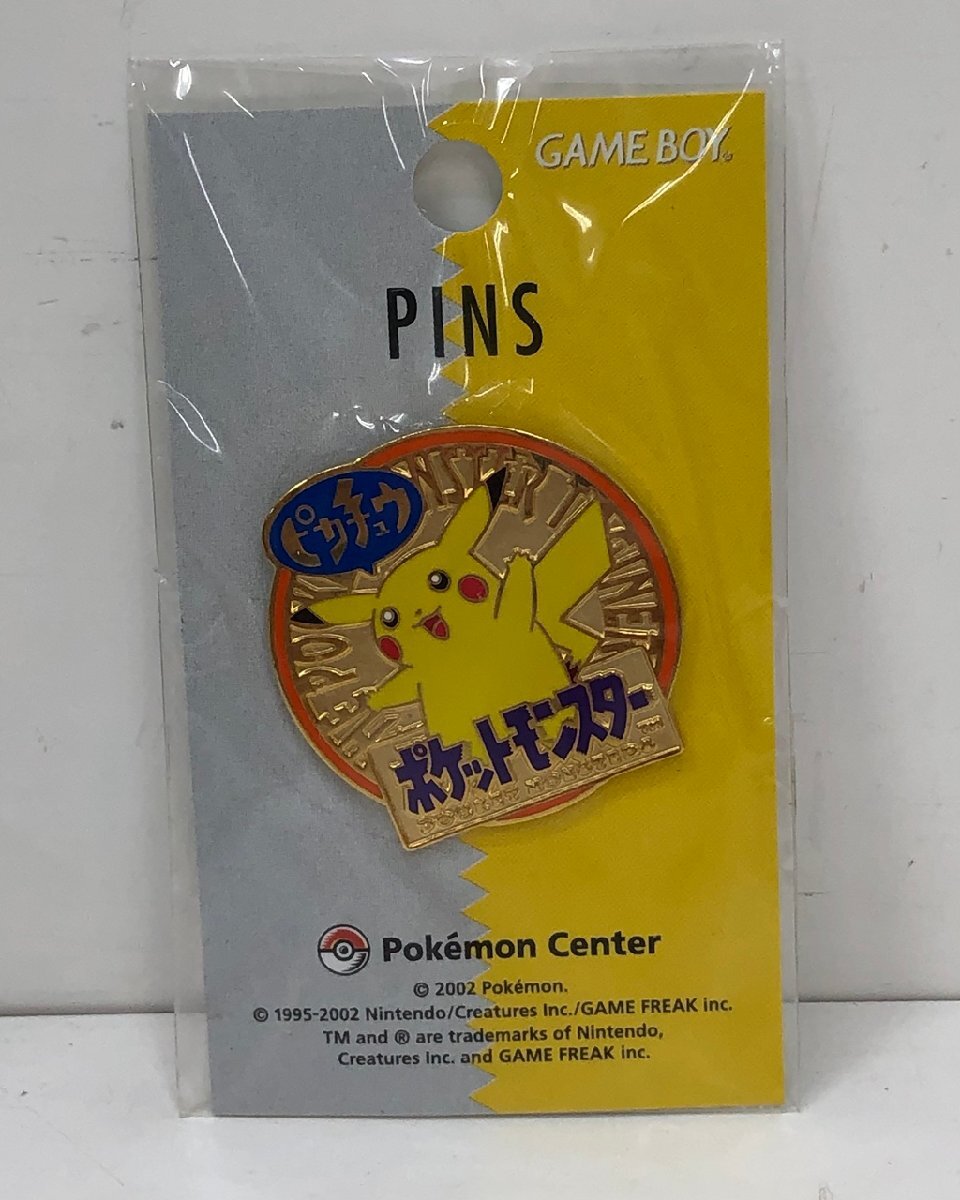 GAME BOY
PINS
ピカチュウ
ポケットモンスター
POCKET MONSTERS
Pokémon Center
© 2002 Pokémon.
© 1995-2002 Nintendo/Creatures Inc./GAME FREAK inc.
TM and ® are trademarks of Nintendo,
Creatures Inc. and GAME FREAK inc.